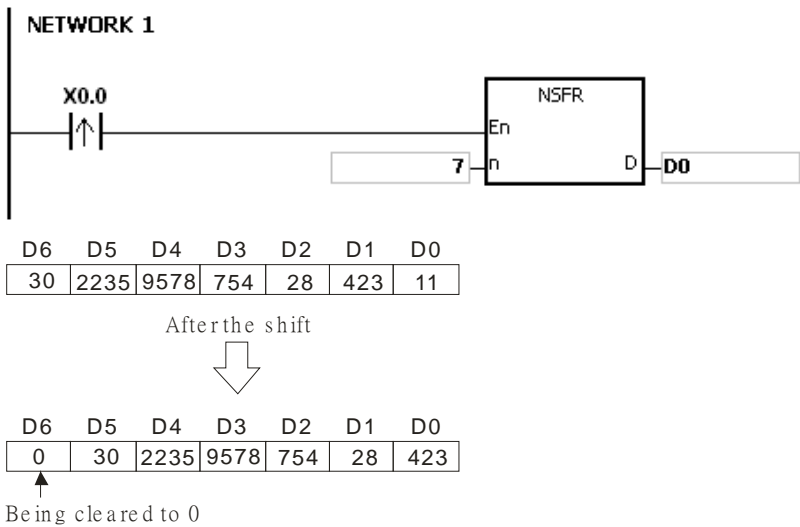 NETWORK 1
X0.0
NSFR
En
7 n D D0
D6 D5 D4 D3 D2 D1 D0
30 2235 9578 754 28 423 11
After the shift
D6 D5 D4 D3 D2 D1 D0
0 30 2235 9578 754 28 423
Being cleared to 0